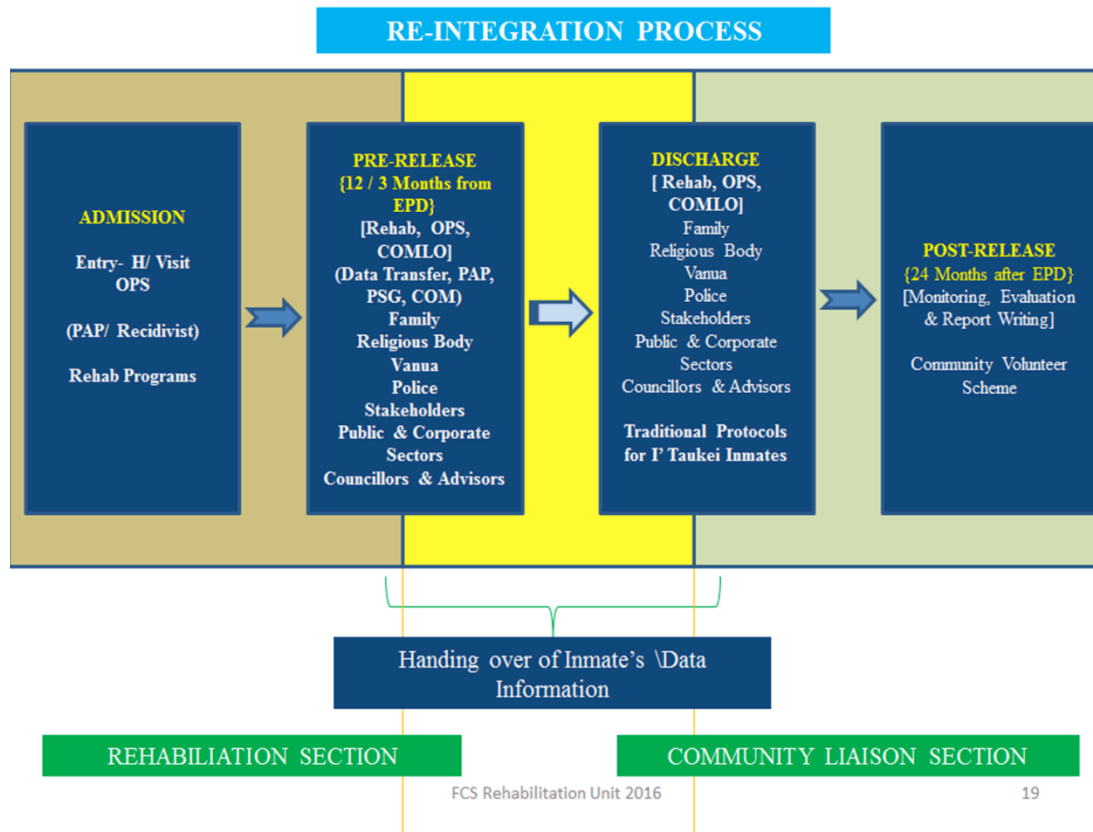 RE-INTEGRATION PROCESS
ADMISSION
Entry- H/ Visit
OPS
(PAP/ Recidivist)
Rehab Programs
PRE-RELEASE
{12 / 3 Months from
EPD}
[Rehab, OPS,
COMLO]
(Data Transfer, PAP,
PSG, COM)
Family
Religious Body
Vanua
Police
Stakeholders
Public & Corporate
Sectors
Councillors & Advisors
DISCHARGE
[ Rehab, OPS,
COMLO]
Family
Religious Body
Vanua
Police
Stakeholders
Public & Corporate
Sectors
Councillors & Advisors
Traditional Protocols
for I' Taukei Inmates
POST-RELEASE
{24 Months after EPD}
[Monitoring, Evaluation
& Report Writing]
Community Volunteer
Scheme
Handing over of Inmate's \Data
Information
REHABILIATION SECTION
COMMUNITY LIAISON SECTION
FCS Rehabilitation Unit 2016
19